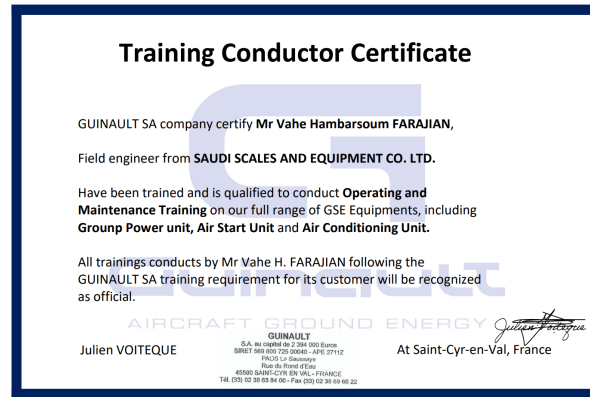 Training Conductor Certificate
GUINAULT SA company certify Mr Vahe Hambarsoum FARAJIAN,
Field engineer from SAUDI SCALES AND EQUIPMENT CO. LTD.
Have been trained and is qualified to conduct Operating and
Maintenance Training on our full range of GSE Equipments, including
Grounp Power unit, Air Start Unit and Air Conditioning Unit.
All trainings conducts by Mr Vahe H. FARAJIAN following the
GUINAULT SA training requirement for its customer will be recognized
as official.
Guinault
AIRCRAFT GROUND ENERGY
Julien Voiteque
Julien VOITEQUE
GUINAULT
S.A. au capital de 2 394 000 Euros
SIRET 569 800 725 00040 - APE 2711Z
PAOS La Saussaye
Rue du Rond d'Eau
45590 SAINT-CYR EN VAL - FRANCE
Tél. (33) 02 38 63 84 00 - Fax (33) 02 38 69 66 22
At Saint-Cyr-en-Val, France